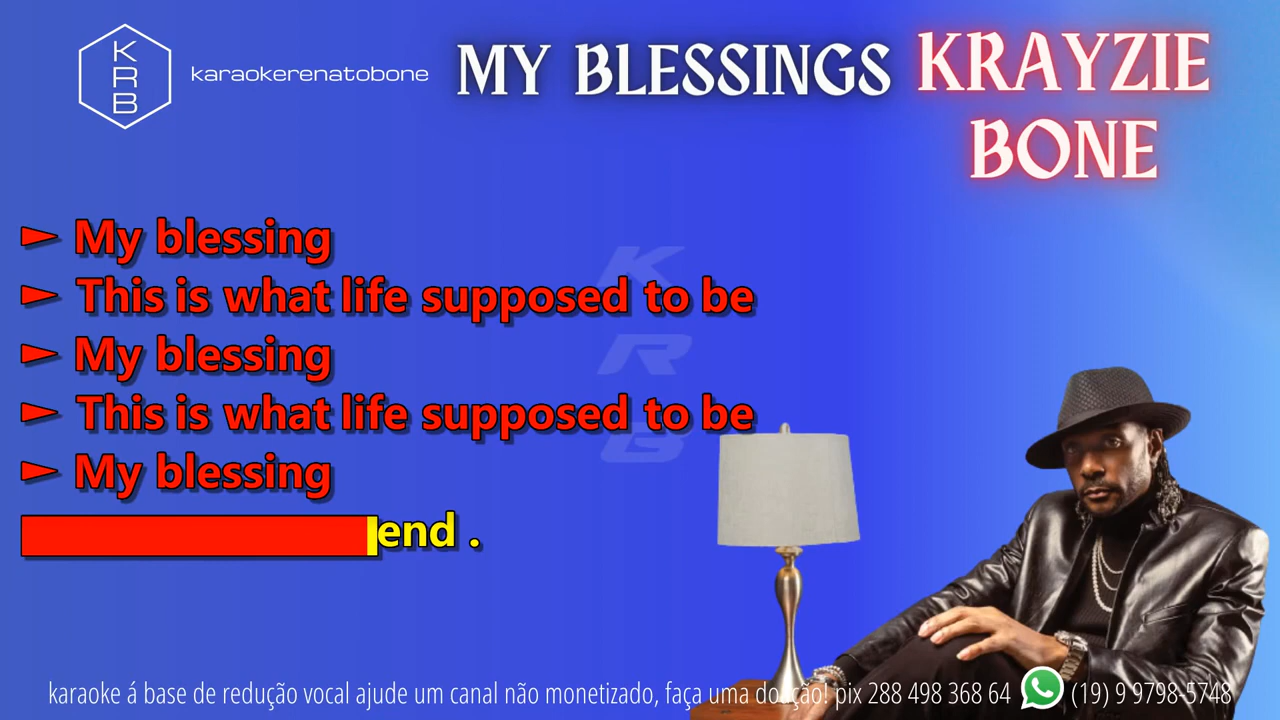 KRB
karaokerenatobone
MY BLESSINGS
KRAYZIE
BONE
► My blessing
► This is what life supposed to be
► My blessing
► This is what life supposed to be
► My blessing
end .
KRB
karaoke á base de redução vocal ajude um canal não monetizado, faça uma doação! pix 288 498 368 64 (19) 9 9798-5748